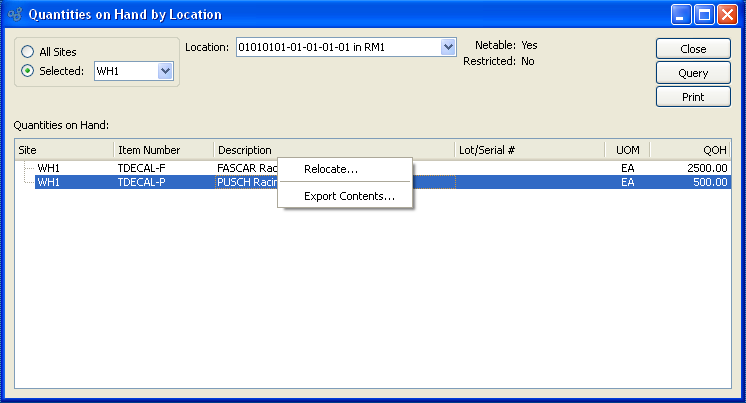 Quantities on Hand by Location
All Sites
Selected: WH1
Location: 01010101-01-01-01-01 in RM1
Netable: Yes
Restricted: No
Close
Query
Print
Quantities on Hand:
Site Item Number Description Lot/Serial # UOM QOH
WH1 TDECAL-F FASCAR Rac EA 2500.00
WH1 TDECAL-P PUSCH Racin EA 500.00
Relocate...
Export Contents...